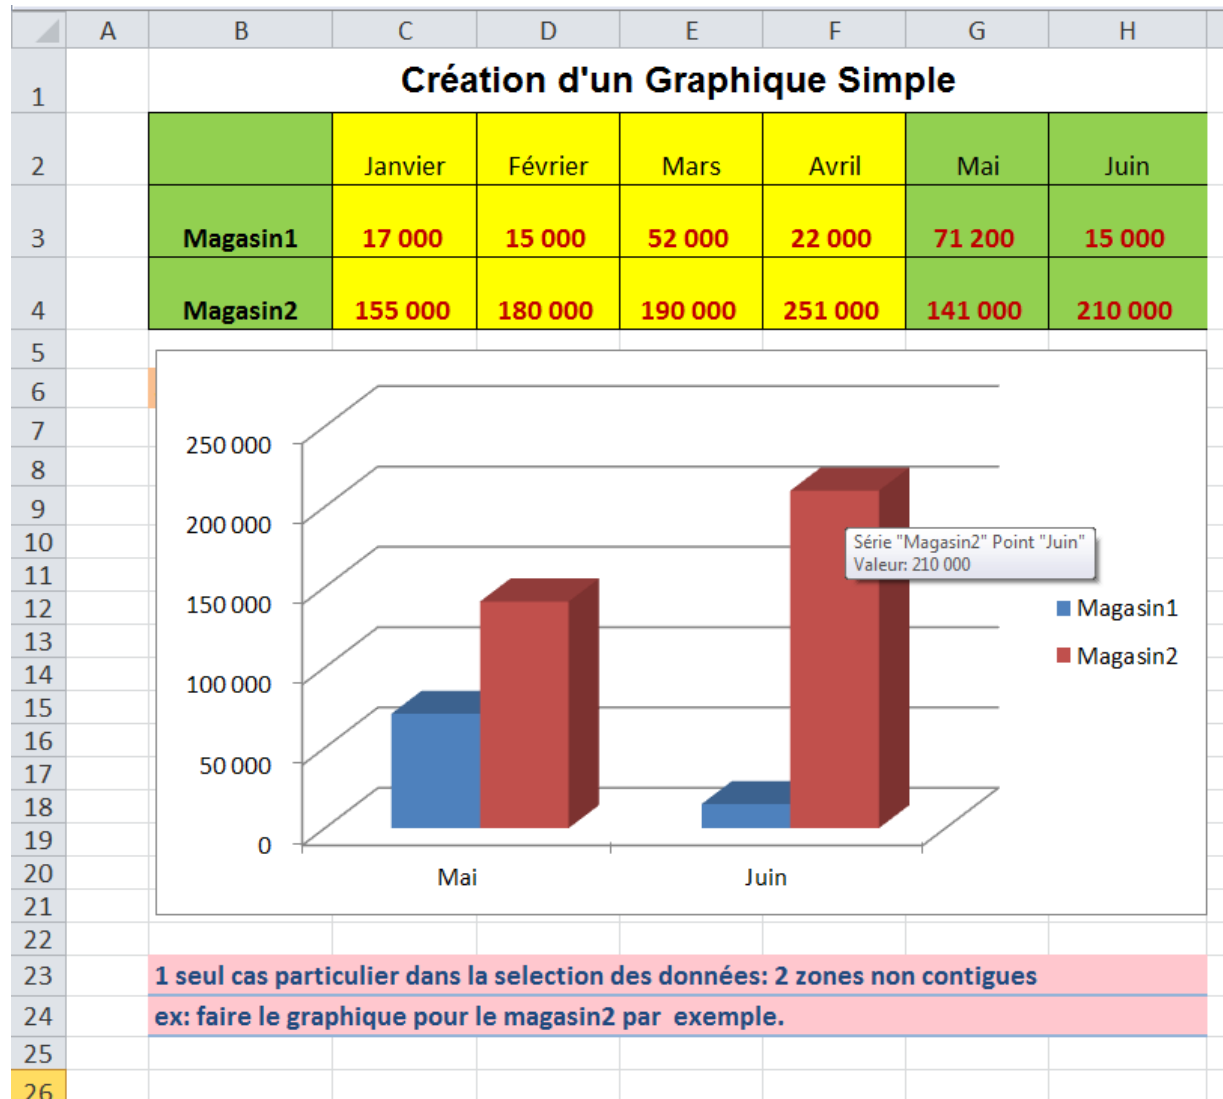 A B C D E F G H
1 Création d'un Graphique Simple
2 Janvier Février Mars Avril Mai Juin
3 Magasin1 17 000 15 000 52 000 22 000 71 200 15 000
4 Magasin2 155 000 180 000 190 000 251 000 141 000 210 000
5
6
7
250 000
8
9
200 000
10
Série "Magasin2" Point "Juin"
Valeur: 210 000
11
12
150 000
Magasin1
13
14
Magasin2
100 000
15
16
17
50 000
18
19
0
20
Mai Juin
21
22
23 1 seul cas particulier dans la selection des données: 2 zones non contigues
24 ex: faire le graphique pour le magasin2 par  exemple.
25
26